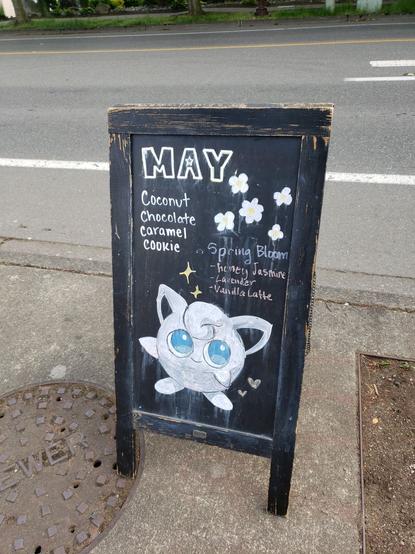 MAY
Coconut
Chocolate
caramel
cookie
Spring Bloom
- honey Jasmine
- Lavender
- Vanilla Latte
SEWER